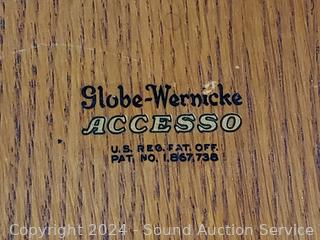 Globe-Wernicke
ACCESSO
U.S. REG. PAT. OFF.
PAT. NO. 1,867,738
Copyright 2024 - Sound Auction Service